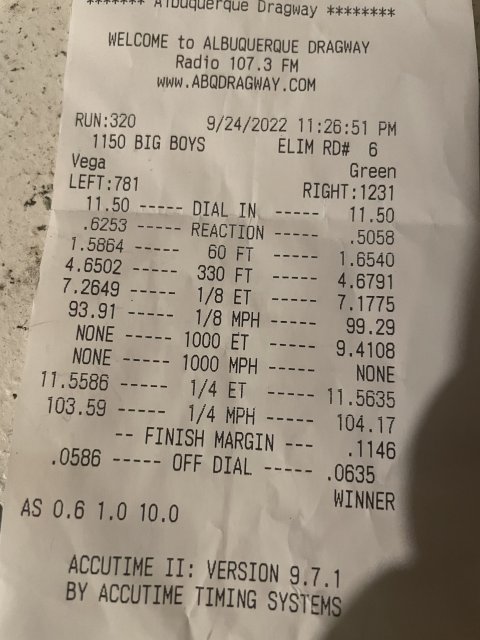 ******* Albuquerque Dragway ********
WELCOME to ALBUQUERQUE DRAGWAY
Radio 107.3 FM
www.ABQDRAGWAY.COM
RUN:320 9/24/2022 11:26:51 PM
1150 BIG BOYS ELIM RD# 6
Vega Green
LEFT:781 RIGHT:1231
11.50 ----- DIAL IN ----- 11.50
.6253 ----- REACTION ----- .5058
1.5864 ----- 60 FT ----- 1.6540
4.6502 ----- 330 FT ----- 4.6791
7.2649 ----- 1/8 ET ----- 7.1775
93.91 ----- 1/8 MPH ----- 99.29
NONE ----- 1000 ET ----- 9.4108
NONE ----- 1000 MPH ----- NONE
11.5586 ----- 1/4 ET ----- 11.5635
103.59 ----- 1/4 MPH ----- 104.17
-- FINISH MARGIN --- .1146
.0586 ----- OFF DIAL ----- .0635
WINNER
AS 0.6 1.0 10.0
ACCUTIME II: VERSION 9.7.1
BY ACCUTIME TIMING SYSTEMS